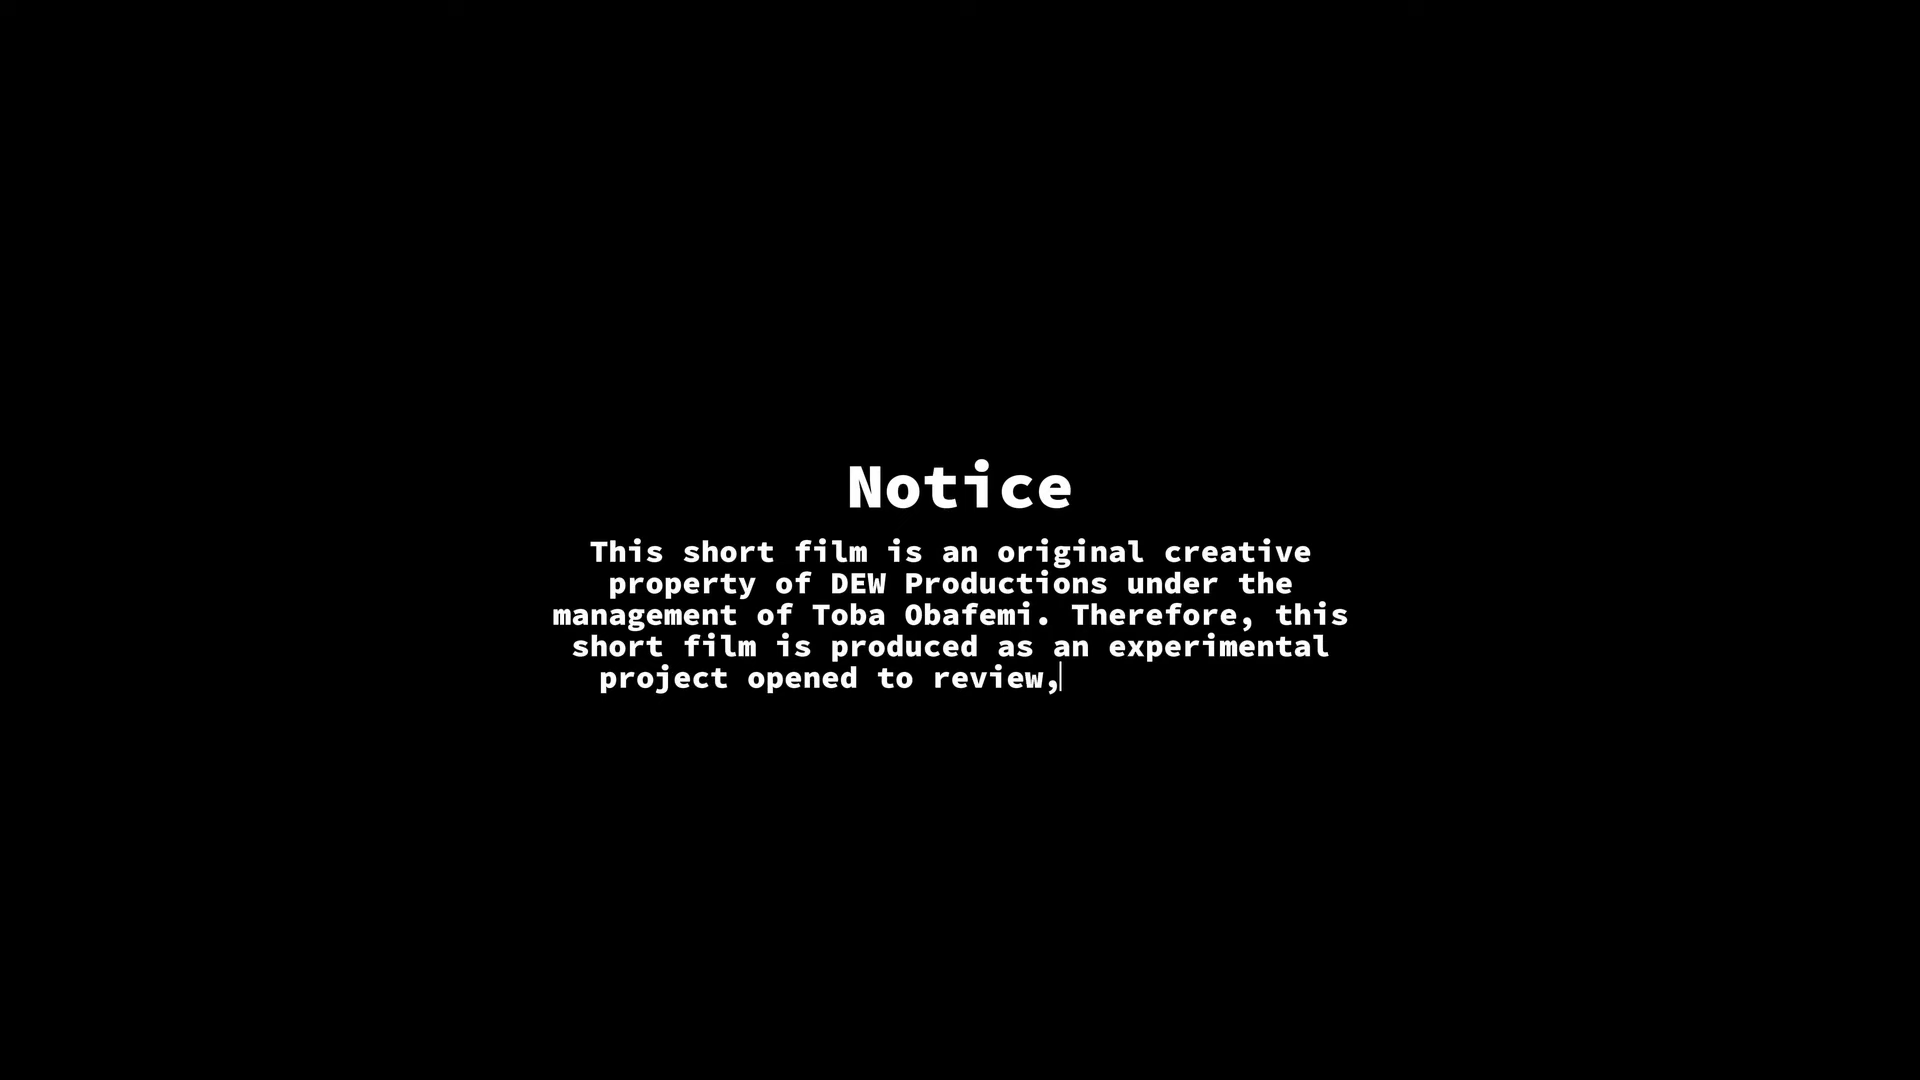 Notice
This short film is an original creative
property of DEW Productions under the
management of Toba Obafemi. Therefore, this
short film is produced as an experimental
project opened to review,